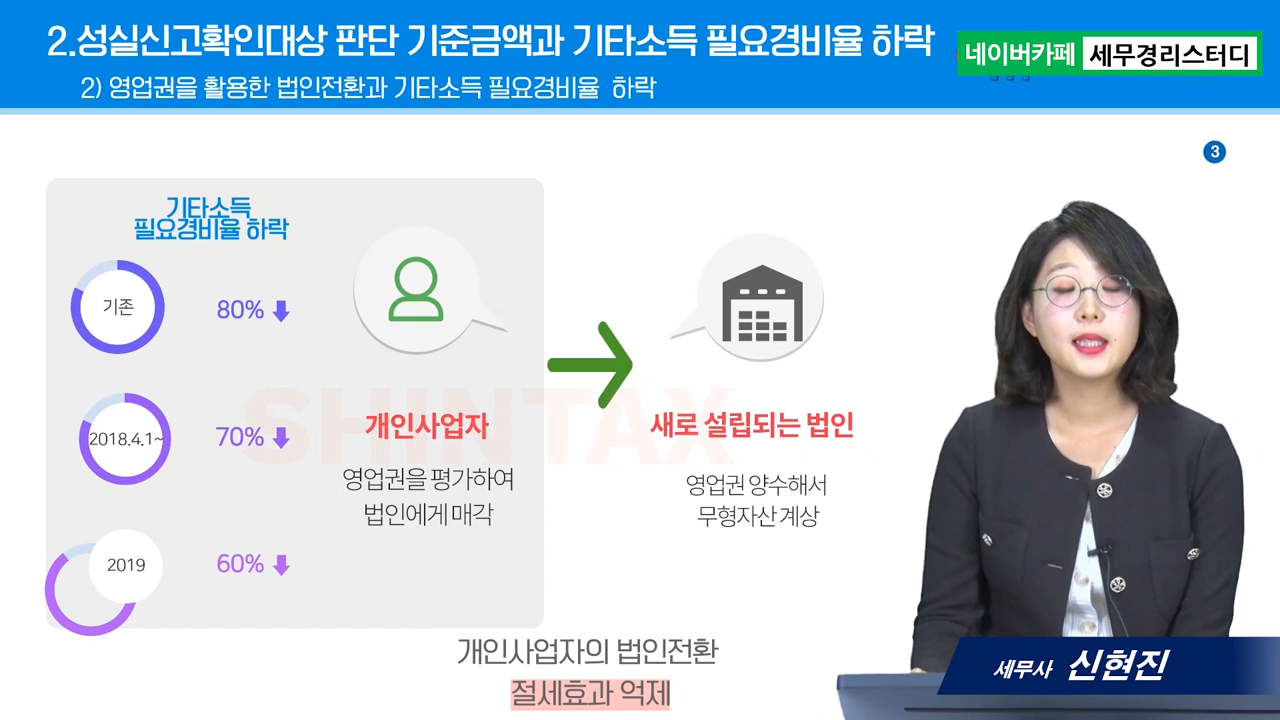 2.성실신고확인대상 판단 기준금액과 기타소득 필요경비율 하락
2) 영업권을 활용한 법인전환과 기타소득 필요경비율 하락
네이버카페 세무경리스터디
3
기타소득
필요경비율 하락
기존
80%
2018.4.1~
70%
2019
60%
SHINTAX
개인사업자
영업권을 평가하여
법인에게 매각
새로 설립되는 법인
영업권 양수해서
무형자산 계상
개인사업자의 법인전환
절세효과 억제
세무사 신현진